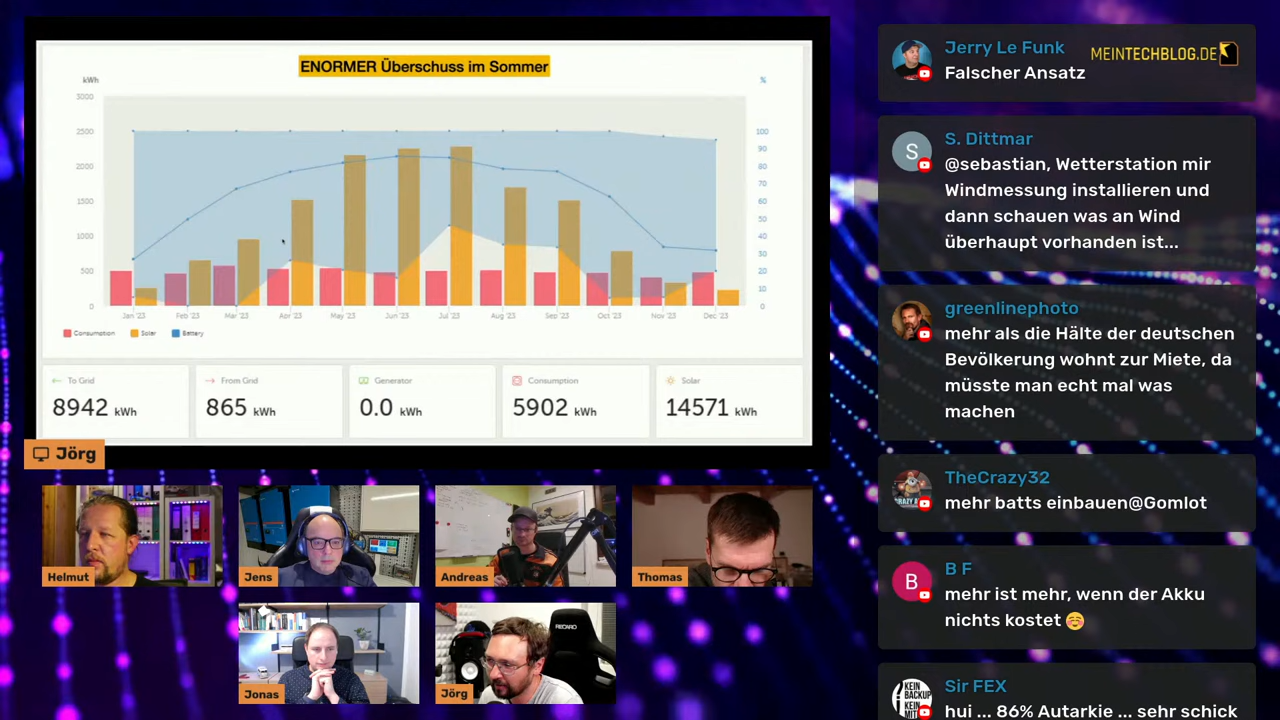 ENORMER Überschuss im Sommer
kWh
%
3000
2500
2000
1500
1000
500
0
100
90
80
70
60
50
40
30
20
10
0
Jan '23
Feb '23
Mar '23
Apr '23
May '23
Jun '23
Jul '23
Aug '23
Sep '23
Oct '23
Nov '23
Dec '23
Consumption
Solar
Battery
To Grid
8942 kWh
From Grid
865 kWh
Generator
0.0 kWh
Consumption
5902 kWh
Solar
14571 kWh
Jörg
Helmut
Jens
Andreas
Thomas
Jonas
Jörg
RECARO
Jerry Le Funk
MEINTECHBLOG.DE
Falscher Ansatz
S
S. Dittmar
@sebastian, Wetterstation mir
Windmessung installieren und
dann schauen was an Wind
überhaupt vorhanden ist...
greenlinephoto
mehr als die Hälte der deutschen
Bevölkerung wohnt zur Miete, da
müsste man echt mal was
machen
TheCrazy32
mehr batts einbauen@Gomlot
B
B F
mehr ist mehr, wenn der Akku
nichts kostet ☺️
KEIN
BACKUP
KEIN
Sir FEX
hui ... 86% Autarkie ... sehr schick